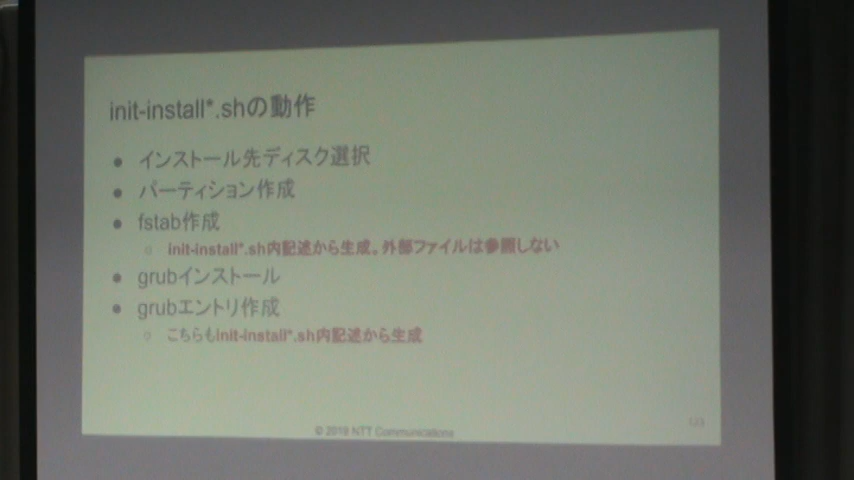 init-install*.shの動作
● インストール先ディスク選択
● パーティション作成
● fstab作成
○ init-install*.sh内記述から生成。外部ファイルは参照しない
● grubインストール
● grubエントリ作成
○ こちらもinit-install*.sh内記述から生成
© 2019 NTT Communications